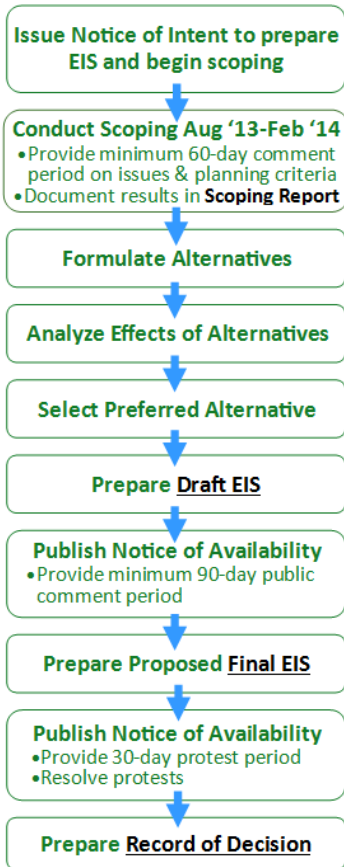 Issue Notice of Intent to prepare
EIS and begin scoping
Conduct Scoping Aug ‘13-Feb ‘14
•Provide minimum 60-day comment
period on issues & planning criteria
•Document results in Scoping Report
Formulate Alternatives
Analyze Effects of Alternatives
Select Preferred Alternative
Prepare Draft EIS
Publish Notice of Availability
•Provide minimum 90-day public
comment period
Prepare Proposed Final EIS
Publish Notice of Availability
•Provide 30-day protest period
•Resolve protests
Prepare Record of Decision